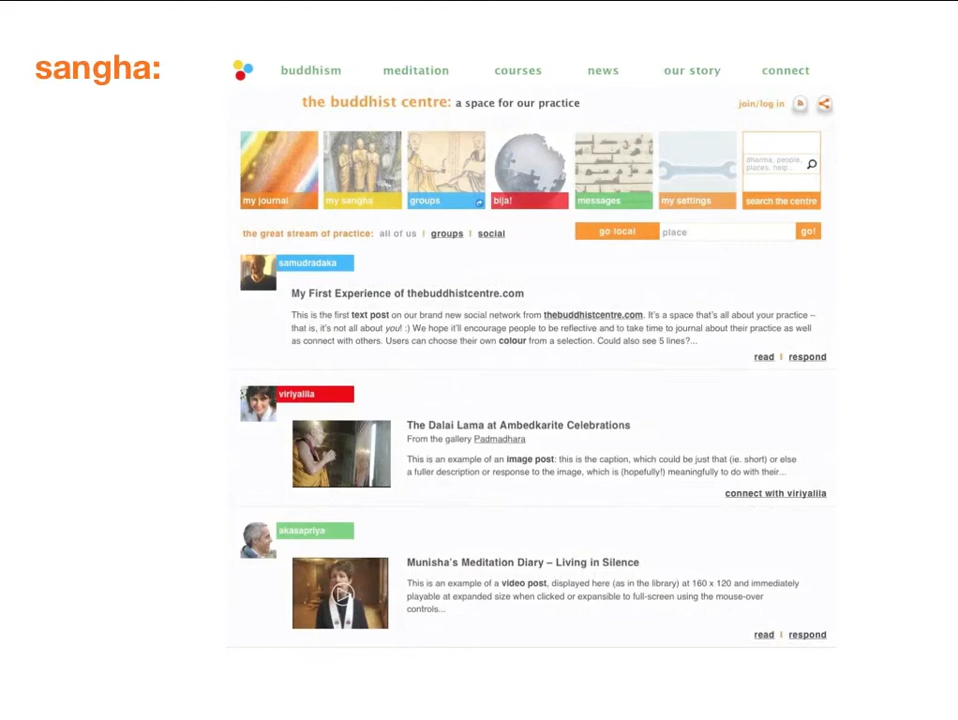 sangha:
buddhism meditation courses news our story connect
the buddhist centre: a space for our practice
join/log in
my journal my sangha groups bija! messages my settings
dharma, people,
places, help...
search the centre
the great stream of practice: all of us | groups | social
go local place go!
samudradaka
My First Experience of thebuddhistcentre.com
This is the first text post on our brand new social network from thebuddhistcentre.com. It's a space that's all about your practice –
that is, it's not all about you! :) We hope it'll encourage people to be reflective and to take time to journal about their practice as well
as connect with others. Users can choose their own colour from a selection. Could also see 5 lines?...
read | respond
viriyalila
The Dalai Lama at Ambedkarite Celebrations
From the gallery Padmadhara
This is an example of an image post: this is the caption, which could be just that (ie. short) or else
a fuller description or response to the image, which is (hopefully!) meaningfully to do with their...
connect with viriyalila
akasapriya
Munisha's Meditation Diary – Living in Silence
This is an example of a video post, displayed here (as in the library) at 160 x 120 and immediately
playable at expanded size when clicked or expansible to full-screen using the mouse-over
controls...
read | respond